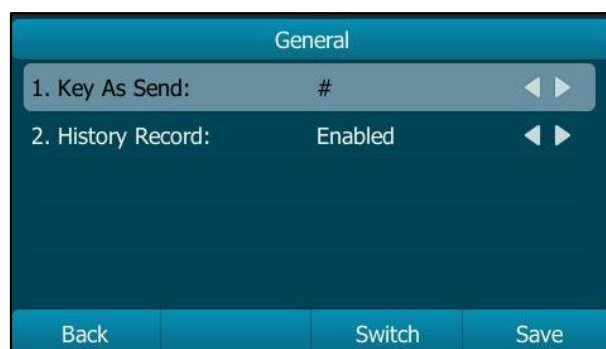 General
1. Key As Send: #
2. History Record: Enabled
Back Switch Save